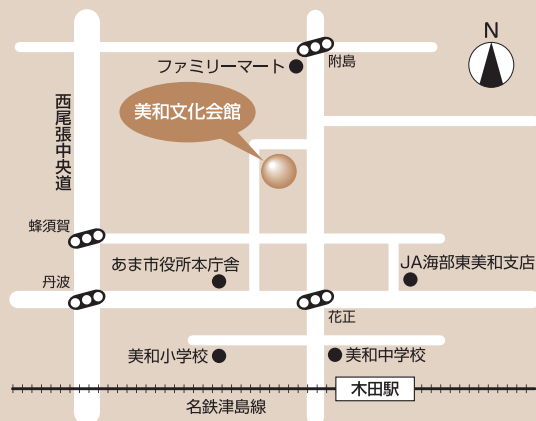 N
附島
ファミリーマート
美和文化会館
西尾張中央道
蜂須賀
あま市役所本庁舎
JA海部東美和支店
丹波
花正
美和小学校
美和中学校
木田駅
名鉄津島線